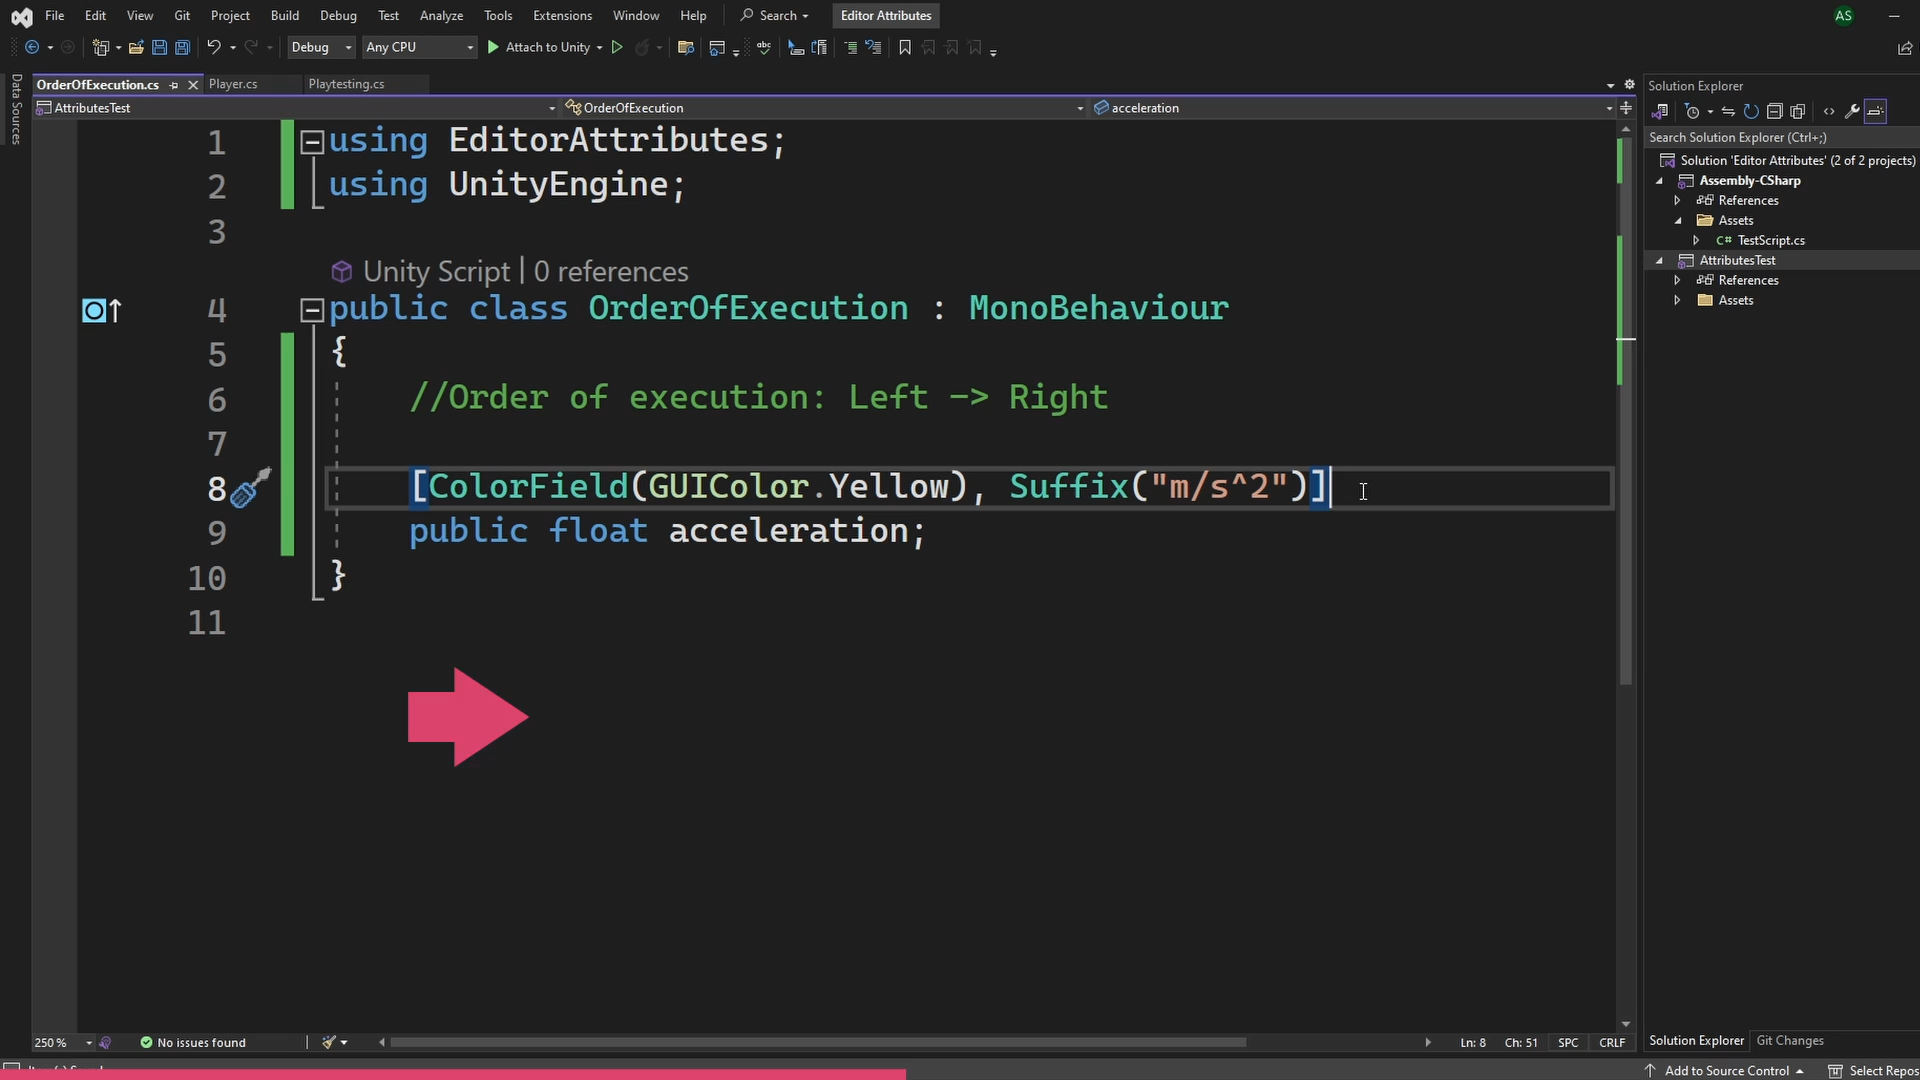 File Edit View Git Project Build Debug Test Analyze Tools Extensions Window Help Search Editor Attributes AS
Debug Any CPU Attach to Unity
OrderOfExecution.cs Player.cs Playtesting.cs
AttributesTest OrderOfExecution acceleration
Data Sources
1 using EditorAttributes;
2 using UnityEngine;
3
Unity Script | 0 references
4 public class OrderOfExecution : MonoBehaviour
5 {
6 //Order of execution: Left -> Right
7
8 [ColorField(GUIColor.Yellow), Suffix("m/s^2")]
9 public float acceleration;
10 }
11
Solution Explorer
Search Solution Explorer (Ctrl+;)
Solution 'Editor Attributes' (2 of 2 projects)
Assembly-CSharp
References
Assets
C# TestScript.cs
AttributesTest
References
Assets
250 % No issues found Ln: 8 Ch: 51 SPC CRLF
Solution Explorer Git Changes
Add to Source Control Select Repos